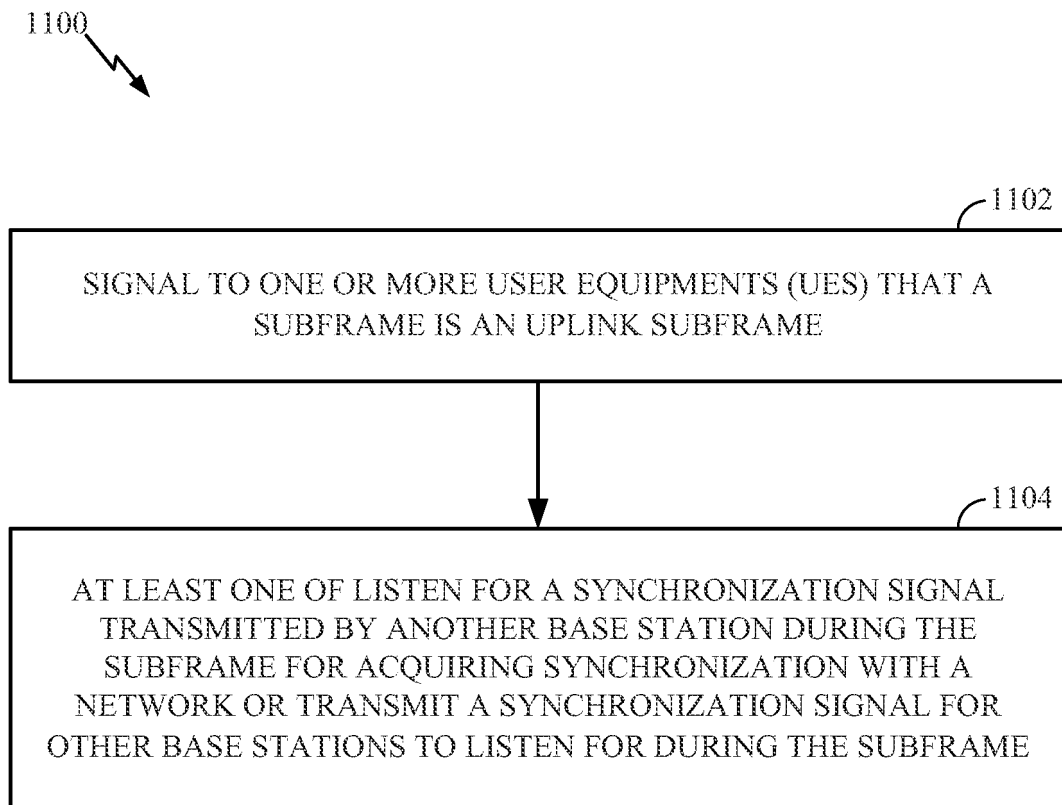 1100
1102
SIGNAL TO ONE OR MORE USER EQUIPMENTS (UES) THAT A
SUBFRAME IS AN UPLINK SUBFRAME
1104
AT LEAST ONE OF LISTEN FOR A SYNCHRONIZATION SIGNAL
TRANSMITTED BY ANOTHER BASE STATION DURING THE
SUBFRAME FOR ACQUIRING SYNCHRONIZATION WITH A
NETWORK OR TRANSMIT A SYNCHRONIZATION SIGNAL FOR
OTHER BASE STATIONS TO LISTEN FOR DURING THE SUBFRAME